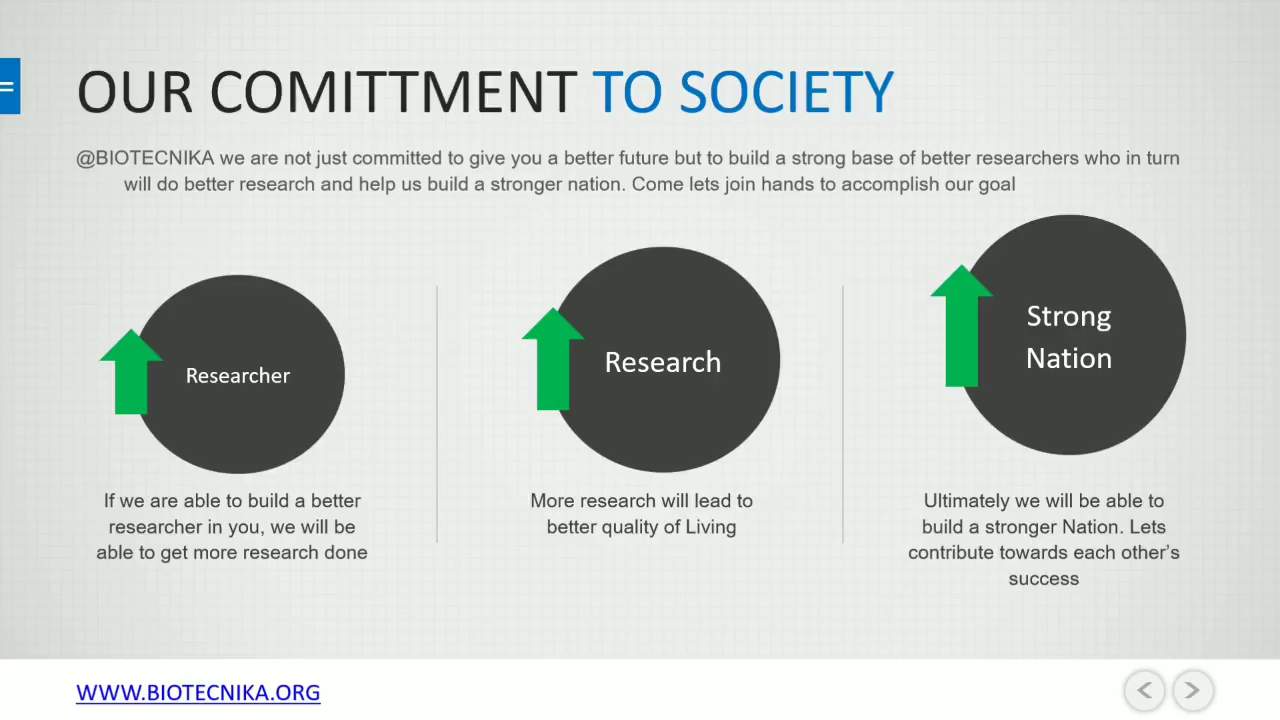 OUR COMITTMENT TO SOCIETY
@BIOTECNIKA we are not just committed to give you a better future but to build a strong base of better researchers who in turn
will do better research and help us build a stronger nation. Come lets join hands to accomplish our goal
Researcher
If we are able to build a better
researcher in you, we will be
able to get more research done
Research
More research will lead to
better quality of Living
Strong
Nation
Ultimately we will be able to
build a stronger Nation. Lets
contribute towards each other’s
success
WWW.BIOTECNIKA.ORG